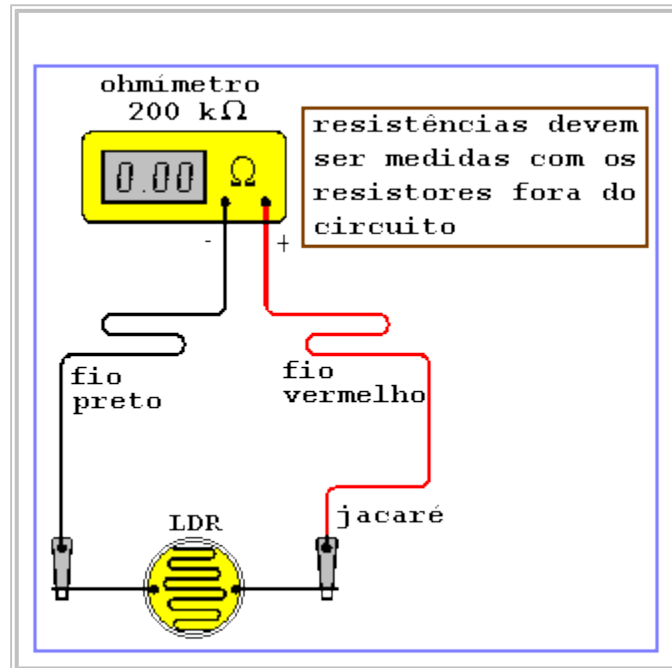 ohmímetro
200 kΩ
0.00 Ω
- +
resistências devem
ser medidas com os
resistores fora do
circuito
fio
preto
fio
vermelho
LDR
jacaré